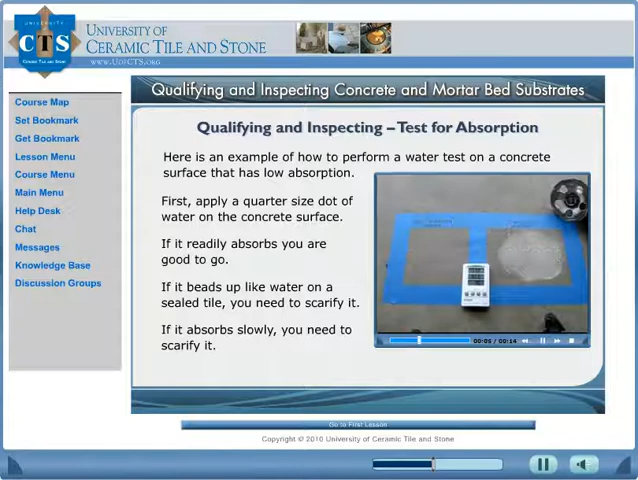 UNIVERSITY
CTS
CERAMIC TILE AND STONE
UNIVERSITY OF
CERAMIC TILE AND STONE
WWW.UOFCTS.ORG
Qualifying and Inspecting Concrete and Mortar Bed Substrates
Course Map
Set Bookmark
Get Bookmark
Lesson Menu
Course Menu
Main Menu
Help Desk
Chat
Messages
Knowledge Base
Discussion Groups
Qualifying and Inspecting – Test for Absorption
Here is an example of how to perform a water test on a concrete
surface that has low absorption.
First, apply a quarter size dot of
water on the concrete surface.
If it readily absorbs you are
good to go.
If it beads up like water on a
sealed tile, you need to scarify it.
If it absorbs slowly, you need to
scarify it.
00:05 / 00:14
Go to First Lesson
Copyright © 2010 University of Ceramic Tile and Stone